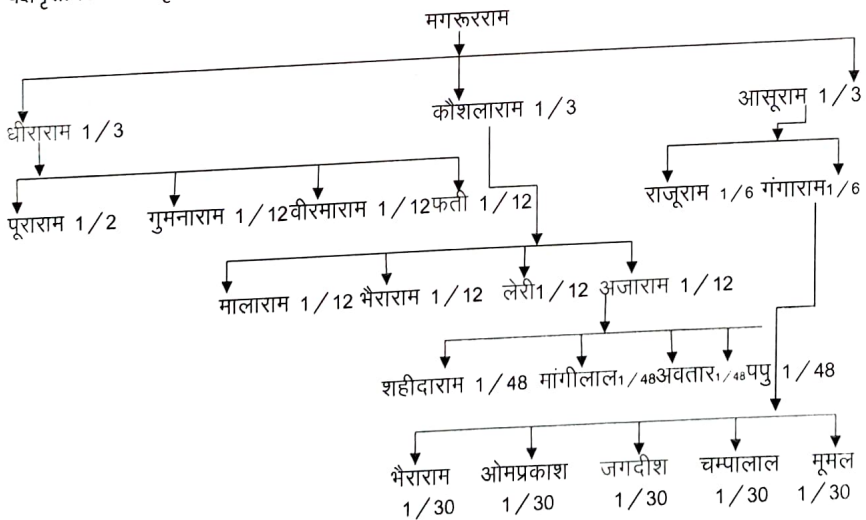 मगरूरराम
धीराराम 1/3 कौशलाराम 1/3 आसूराम 1/3
पूराराम 1/2 गुमनाराम 1/12 वीरमाराम 1/12 फती 1/12 राजूराम 1/6 गंगाराम 1/6
मालाराम 1/12 भैराराम 1/12 लेरी 1/12 अजाराम 1/12
शहीदाराम 1/48 मांगीलाल 1/48 अवतार 1/48 पपु 1/48
भैराराम ओमप्रकाश जगदीश चम्पालाल मूमल
1/30 1/30 1/30 1/30 1/30